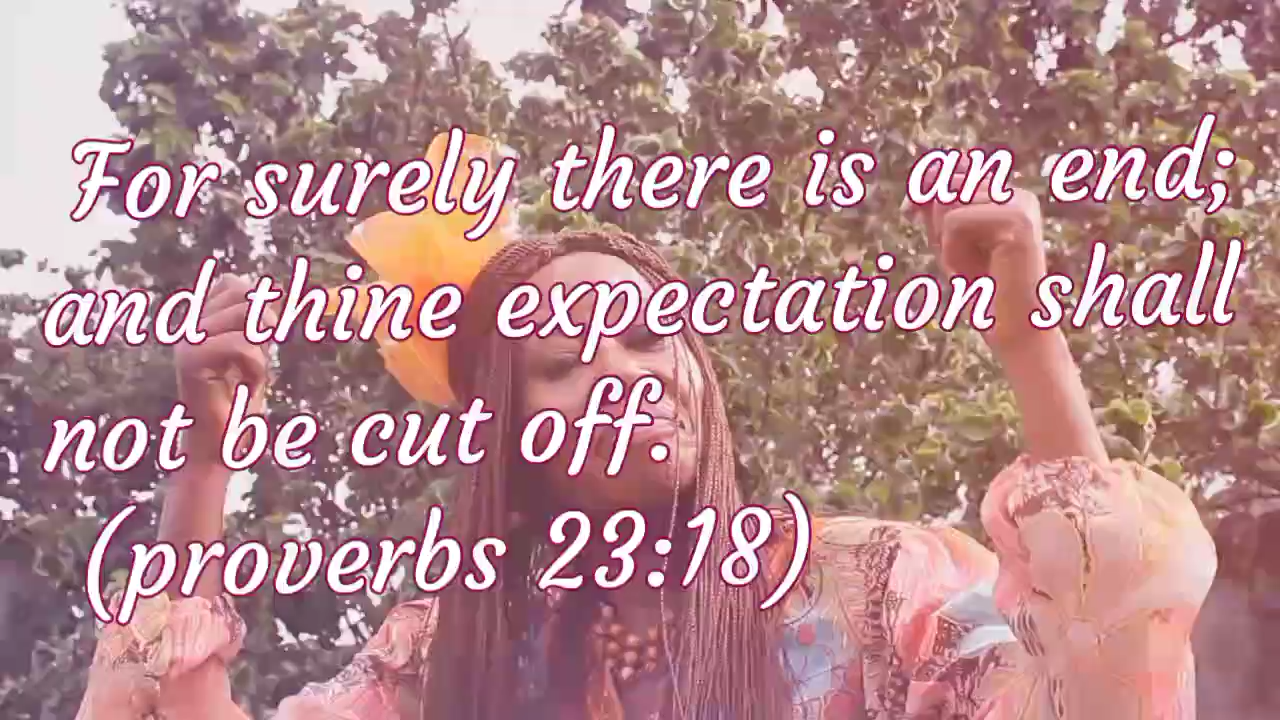 For surely there is an end;
and thine expectation shall
not be cut off.
(proverbs 23:18)